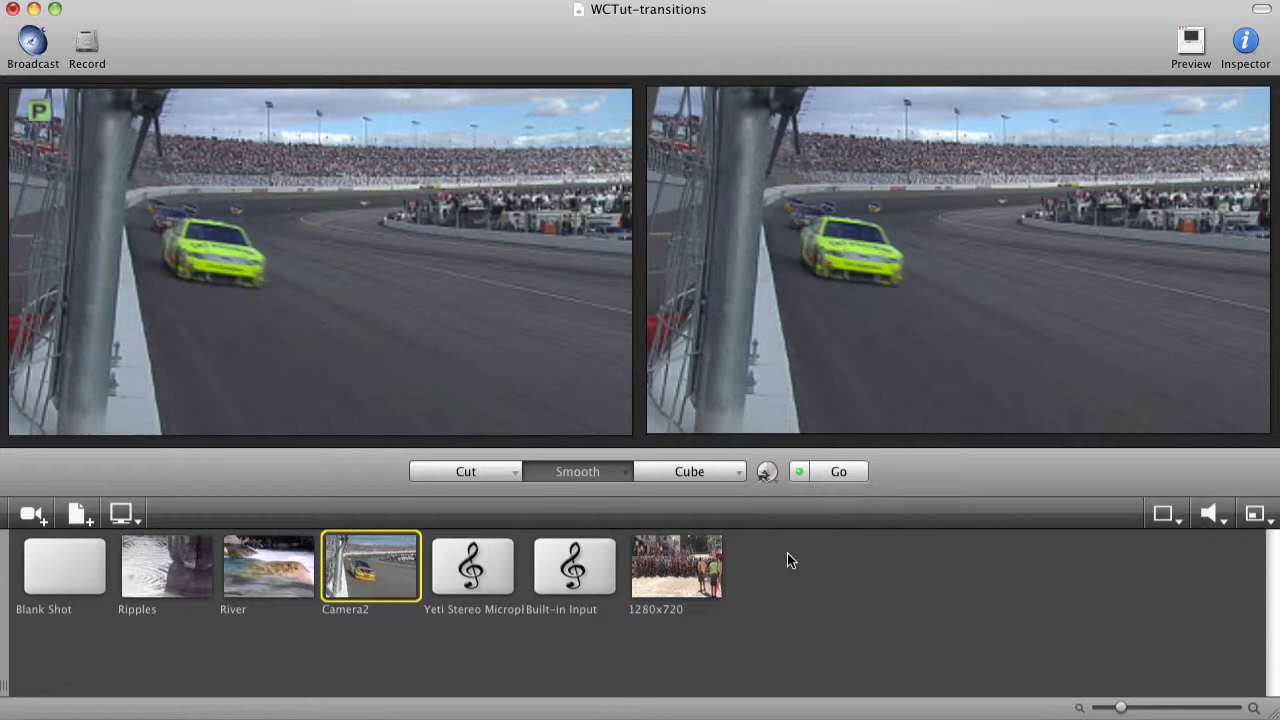 WCTut-transitions
Broadcast
Record
Preview
Inspector
P
Cut
Smooth
Cube
Go
Blank Shot
Ripples
River
Camera2
Yeti Stereo Microph
Built-in Input
1280x720